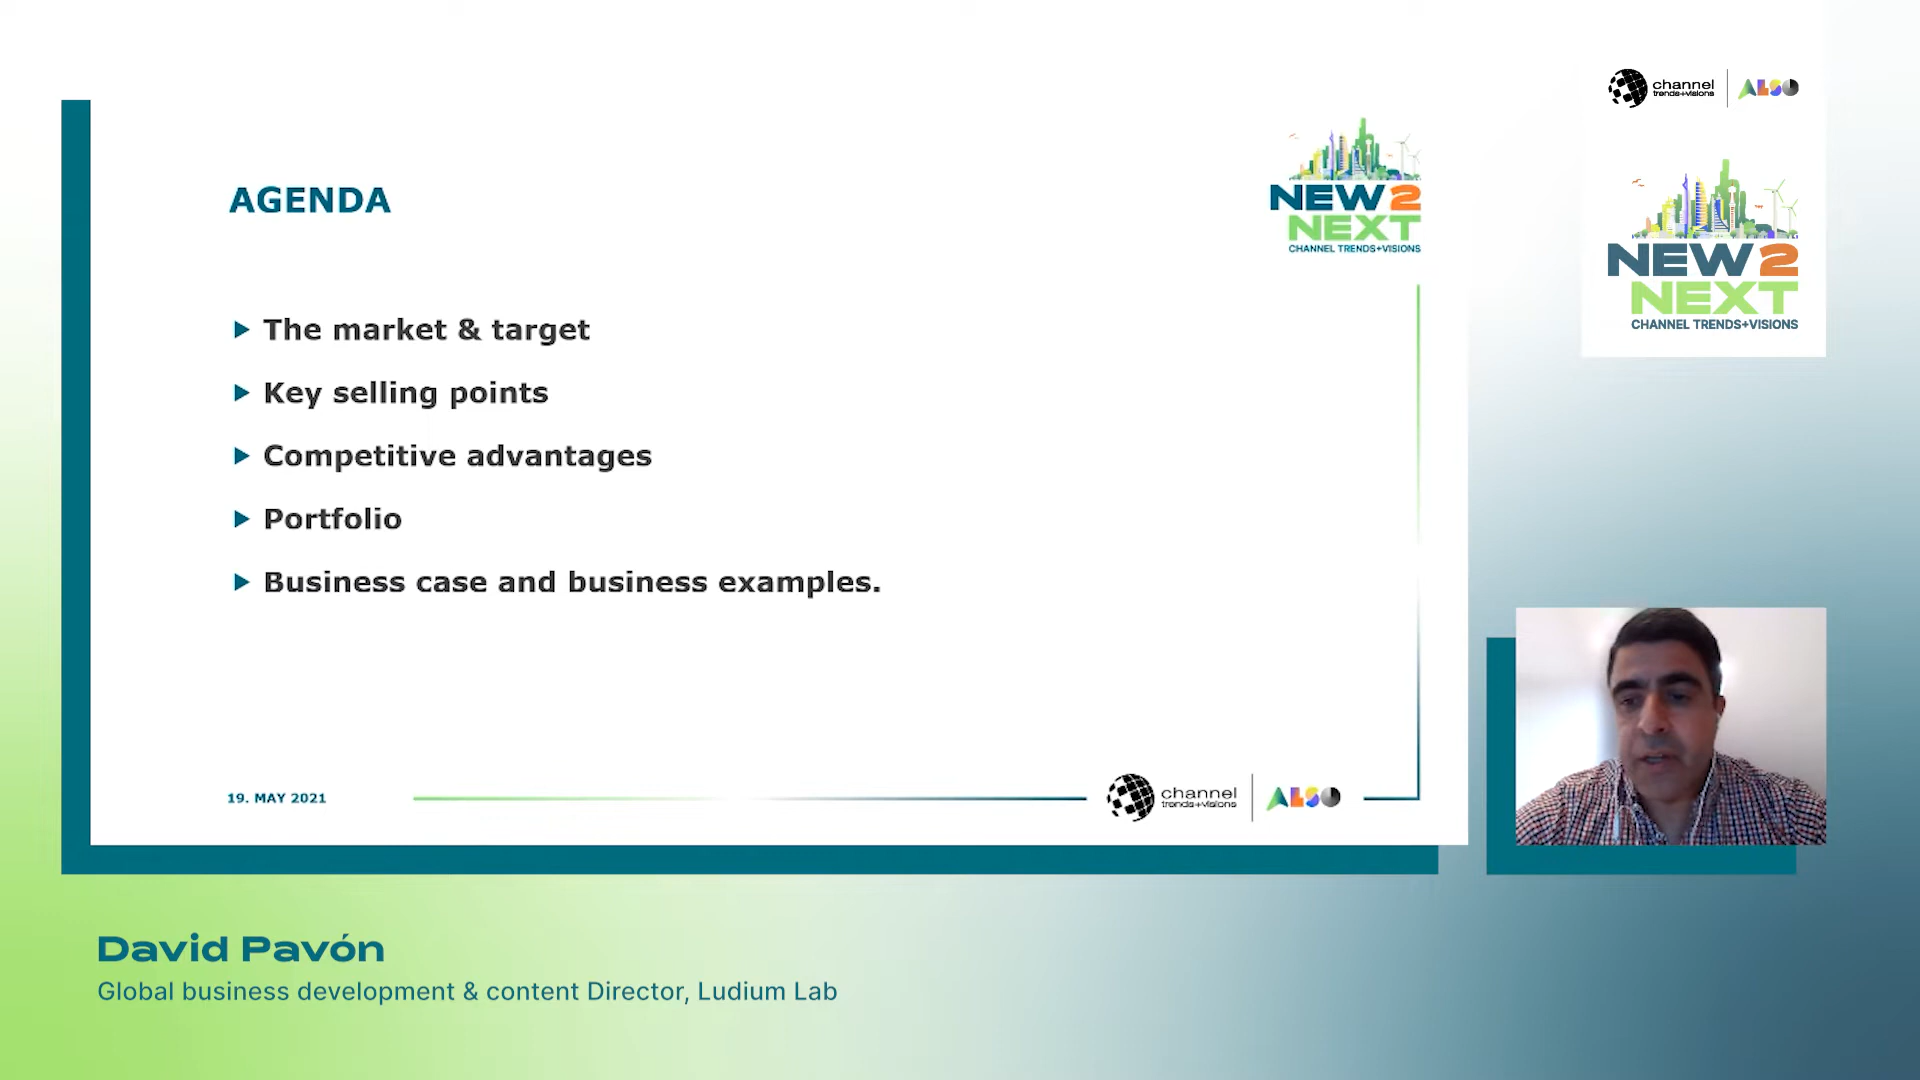 channel
trends+visions
ALSO
NEW 2
NEXT
CHANNEL TRENDS+VISIONS
AGENDA
The market & target
Key selling points
Competitive advantages
Portfolio
Business case and business examples.
19. MAY 2021
channel
trends+visions
ALSO
NEW 2
NEXT
CHANNEL TRENDS+VISIONS
David Pavón
Global business development & content Director, Ludium Lab